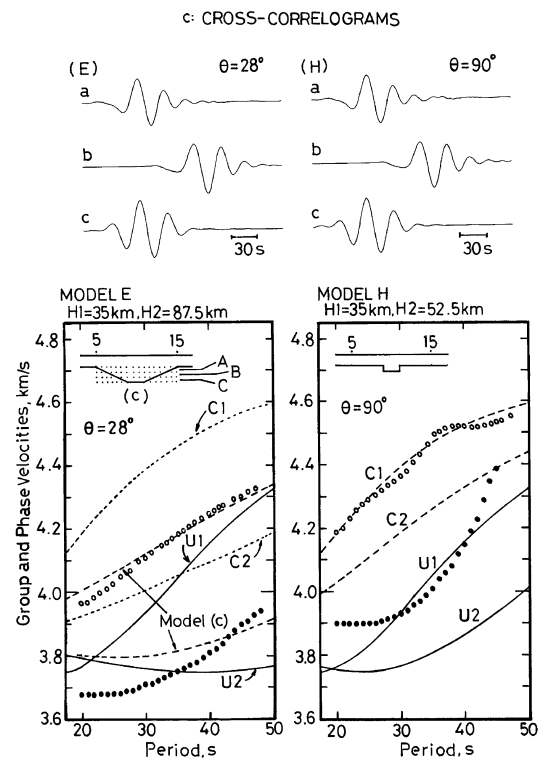 c: CROSS-CORRELOGRAMS
(E) θ=28° (H) θ=90°
a a
b b
c c
30s 30s
MODEL E
H1=35km, H2=87.5km
MODEL H
H1=35km, H2=52.5km
Group and Phase Velocities, km/s
4.8
4.6
4.4
4.2
4.0
3.8
3.6
5 15
A
B
C
(c)
θ=28°
C1
U1
C2
Model (c)
U2
20 30 40 50
Period, s
4.8
4.6
4.4
4.2
4.0
3.8
3.6
5 15
θ=90°
C1
C2
U1
U2
20 30 40 50
Period, s